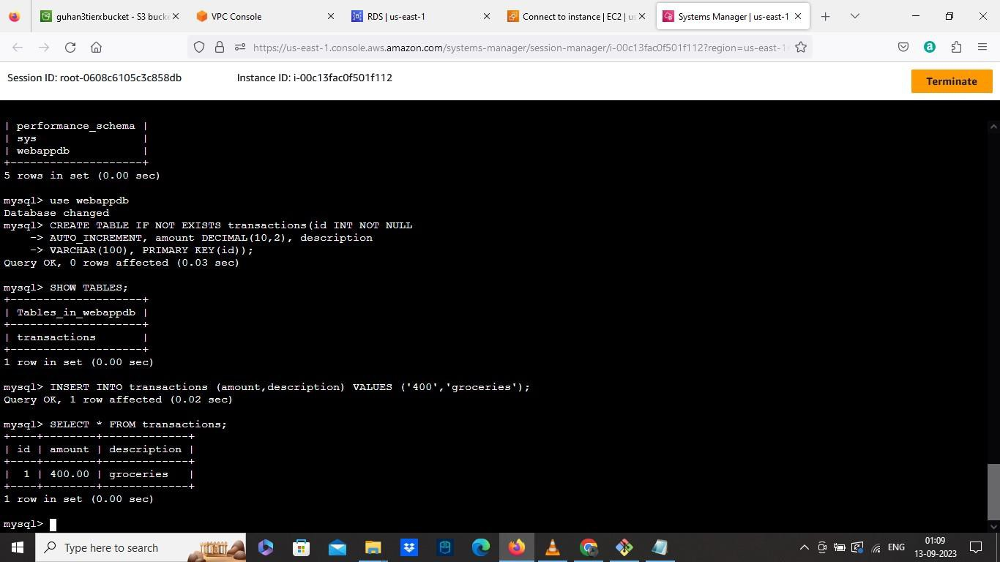 guhan3tierxbucket - S3 bucke
VPC Console
RDS | us-east-1
Connect to instance | EC2 | us
Systems Manager | us-east-1
https://us-east-1.console.aws.amazon.com/systems-manager/session-manager/i-00c13fac0f501f112?region=us-east-1
Session ID: root-0608c6105c3c858db
Instance ID: i-00c13fac0f501f112
Terminate
| performance_schema |
| sys                |
| webappdb           |
+--------------------+
5 rows in set (0.00 sec)
mysql> use webappdb
Database changed
mysql> CREATE TABLE IF NOT EXISTS transactions(id INT NOT NULL
    -> AUTO_INCREMENT, amount DECIMAL(10,2), description
    -> VARCHAR(100), PRIMARY KEY(id));
Query OK, 0 rows affected (0.03 sec)
mysql> SHOW TABLES;
+--------------------+
| Tables_in_webappdb |
+--------------------+
| transactions       |
+--------------------+
1 row in set (0.00 sec)
mysql> INSERT INTO transactions (amount,description) VALUES ('400','groceries');
Query OK, 1 row affected (0.02 sec)
mysql> SELECT * FROM transactions;
+----+--------+-------------+
| id | amount | description |
+----+--------+-------------+
|  1 | 400.00 | groceries   |
+----+--------+-------------+
1 row in set (0.00 sec)
mysql>
Type here to search
ENG
01:09
13-09-2023